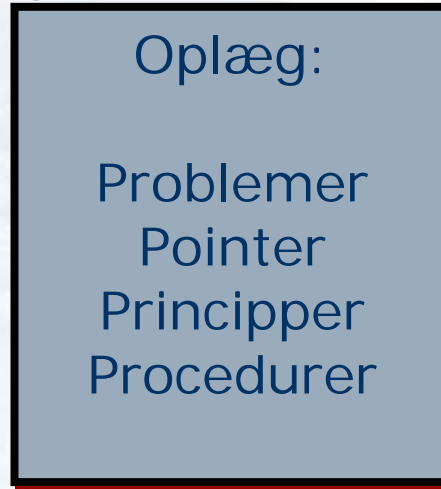 Oplæg:
Problemer
Pointer
Principper
Procedurer